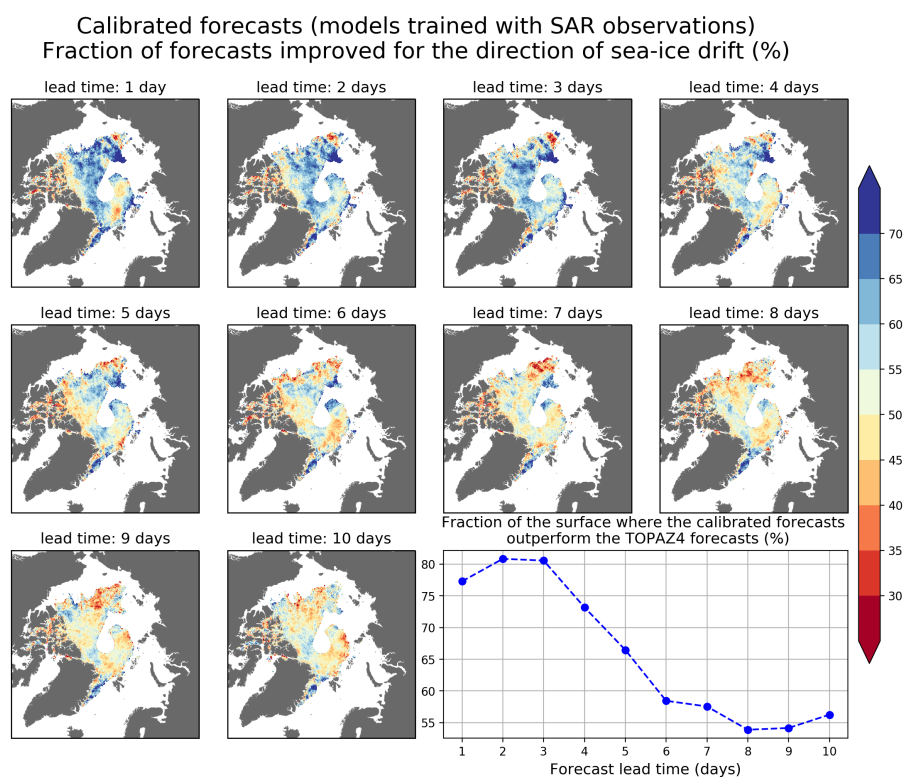 Calibrated forecasts (models trained with SAR observations)
Fraction of forecasts improved for the direction of sea-ice drift (%)
lead time: 1 day
lead time: 2 days
lead time: 3 days
lead time: 4 days
lead time: 5 days
lead time: 6 days
lead time: 7 days
lead time: 8 days
70
65
60
55
50
45
40
35
30
lead time: 9 days
lead time: 10 days
Fraction of the surface where the calibrated forecasts
outperform the TOPAZ4 forecasts (%)
80
75
70
65
60
55
1 2 3 4 5 6 7 8 9 10
Forecast lead time (days)